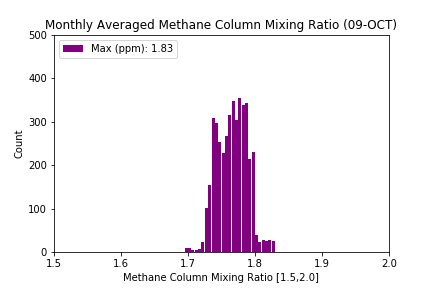 Monthly Averaged Methane Column Mixing Ratio (09-OCT)
Max (ppm): 1.83
500
400
300
200
100
0
Count
1.5 1.6 1.7 1.8 1.9 2.0
Methane Column Mixing Ratio [1.5,2.0]